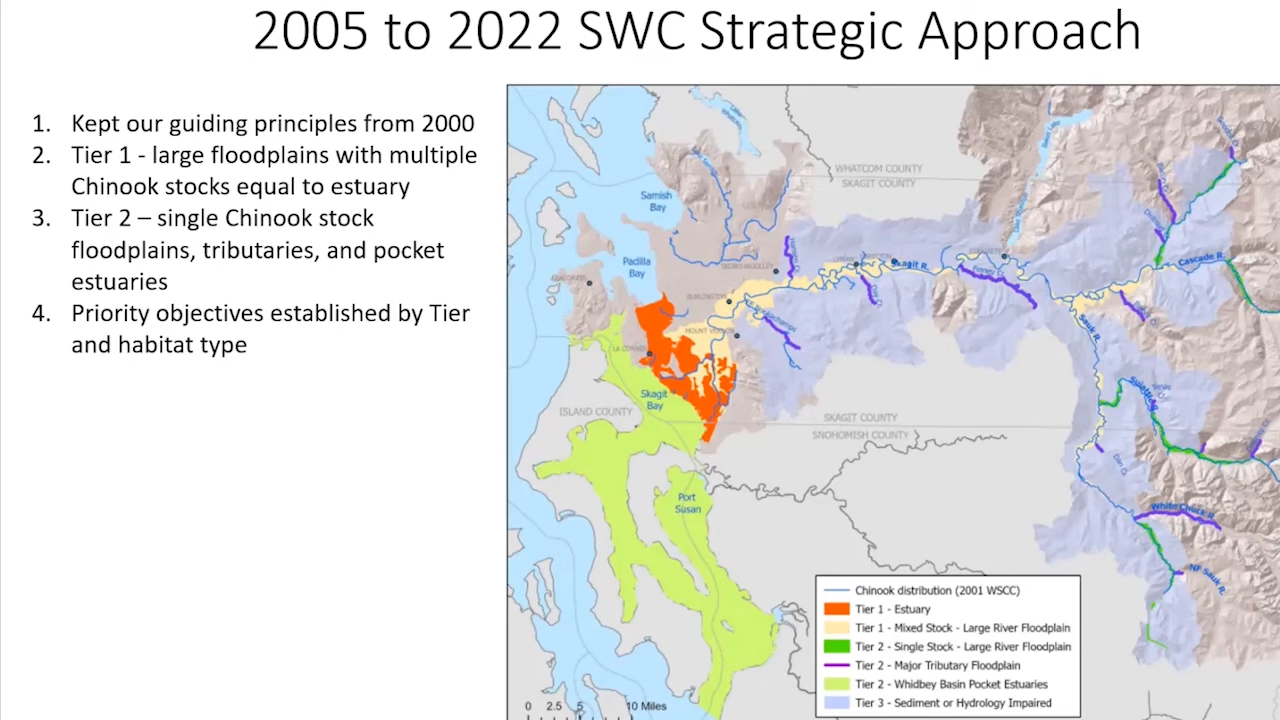 2005 to 2022 SWC Strategic Approach
1. Kept our guiding principles from 2000
2. Tier 1 - large floodplains with multiple
Chinook stocks equal to estuary
3. Tier 2 – single Chinook stock
floodplains, tributaries, and pocket
estuaries
4. Priority objectives established by Tier
and habitat type
WHATCOM COUNTY
SKAGIT COUNTY
Samish
Bay
Padilla
Bay
Skagit R.
Cascade R.
BURLINGTON
MOUNT VERNON
Sauk R.
Skagit
Bay
ISLAND COUNTY
SKAGIT COUNTY
SNOHOMISH COUNTY
Port
Susan
White Chuck R.
NF Sauk R.
Chinook distribution (2001 WSCC)
Tier 1 - Estuary
Tier 1 - Mixed Stock - Large River Floodplain
Tier 2 - Single Stock - Large River Floodplain
Tier 2 - Major Tributary Floodplain
Tier 2 - Whidbey Basin Pocket Estuaries
Tier 3 - Sediment or Hydrology Impaired
0 2.5 5 10 Miles